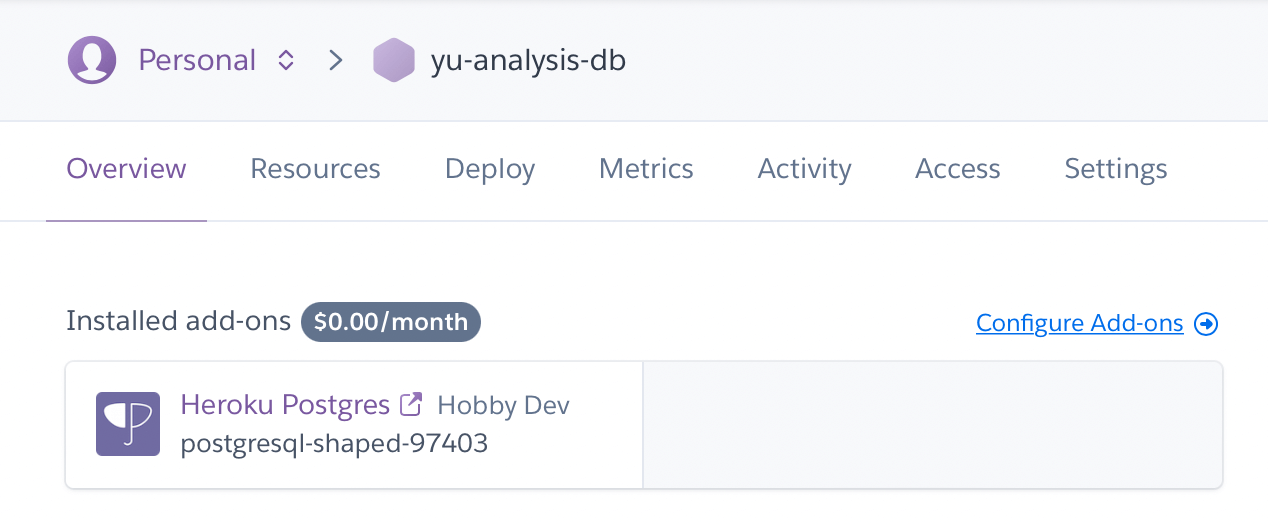 Personal yu-analysis-db
Overview Resources Deploy Metrics Activity Access Settings
Installed add-ons $0.00/month Configure Add-ons
Heroku Postgres Hobby Dev
postgresql-shaped-97403